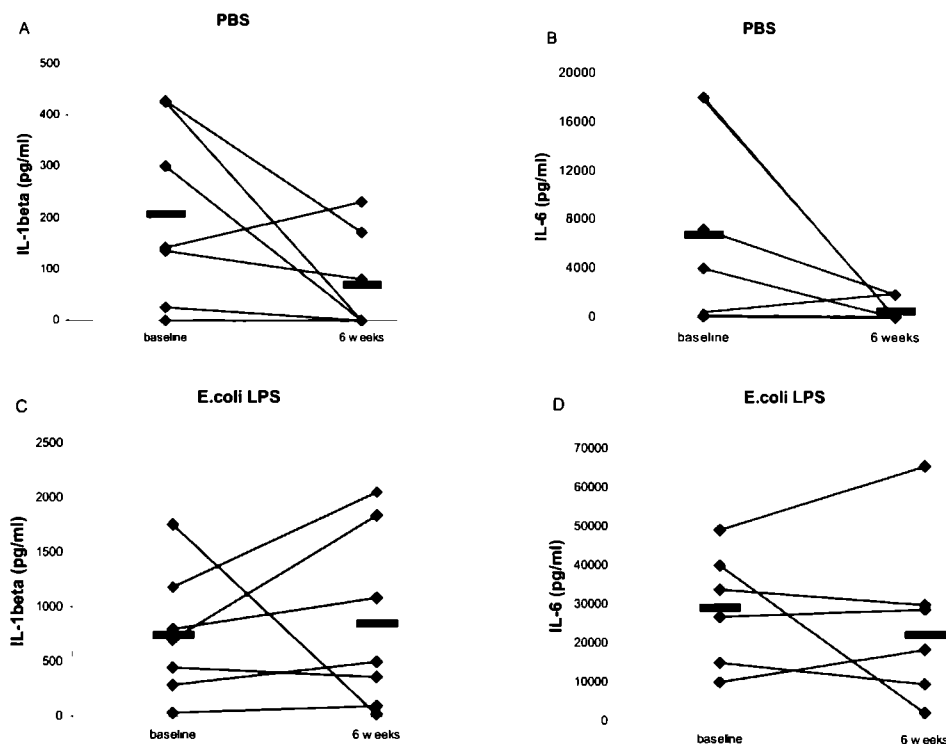 A
PBS
500
400
300
200
100
0
IL-1beta (pg/ml)
baseline
6 weeks
B
PBS
20000
16000
12000
8000
4000
0
IL-6 (pg/ml)
baseline
6 weeks
C
E.coli LPS
2500
2000
1500
1000
500
0
IL-1beta (pg/ml)
baseline
6 weeks
D
E.coli LPS
70000
60000
50000
40000
30000
20000
10000
0
IL-6 (pg/ml)
baseline
6 weeks